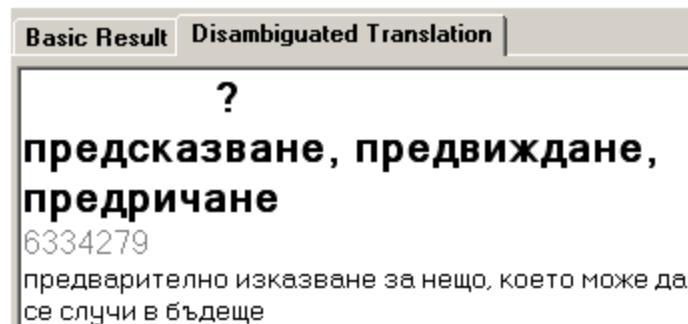 Basic Result Disambiguated Translation
?
предсказване, предвиждане,
предричане
6334279
предварително изказване за нещо, което може да
се случи в бъдеще